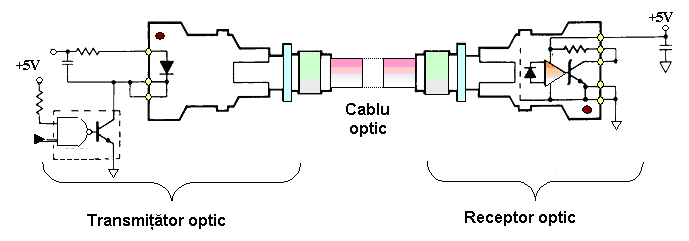 +5V
+5V
Cablu
optic
Transmițător optic
Receptor optic